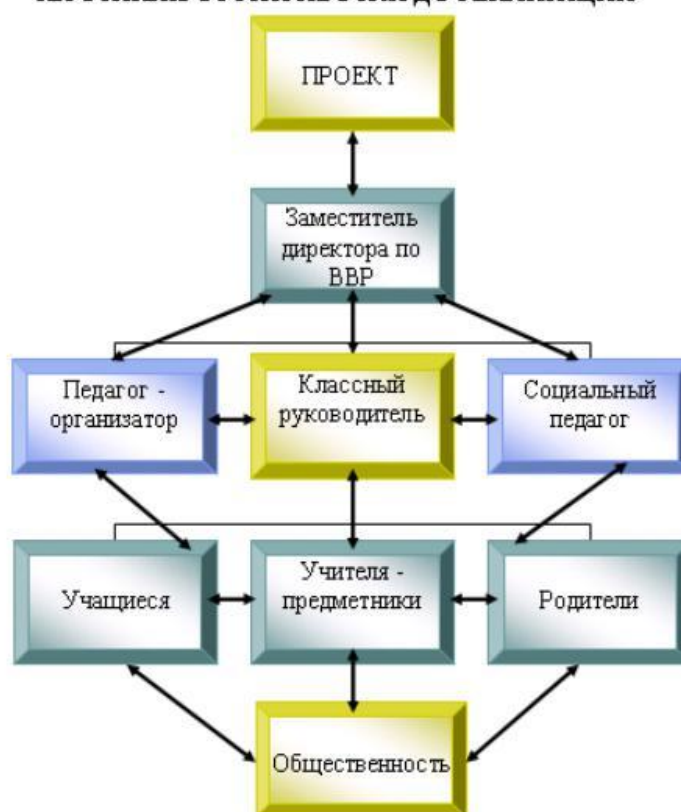 ПРОЕКТ
Заместитель
директора по
ВВР
Педагог -
организатор
Классный
руководитель
Социальный
педагог
Учащиеся
Учителя -
предметники
Родители
Общественность